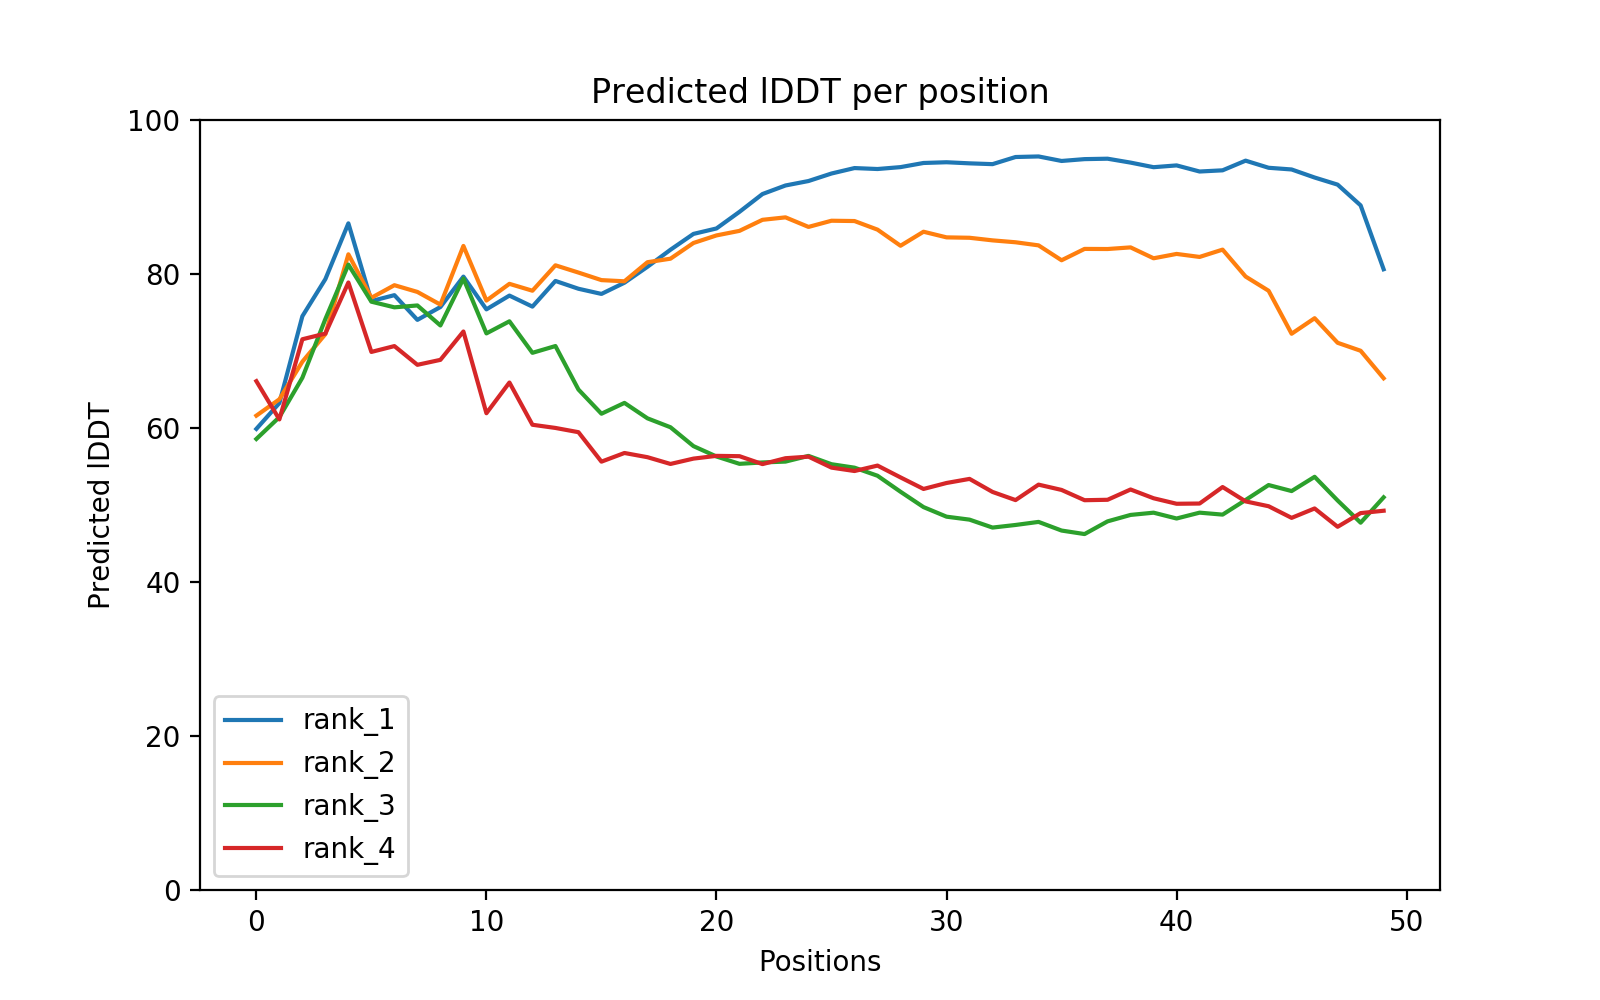 Predicted lDDT per position
100
80
60
40
20
0
Predicted lDDT
rank_1
rank_2
rank_3
rank_4
0 10 20 30 40 50
Positions